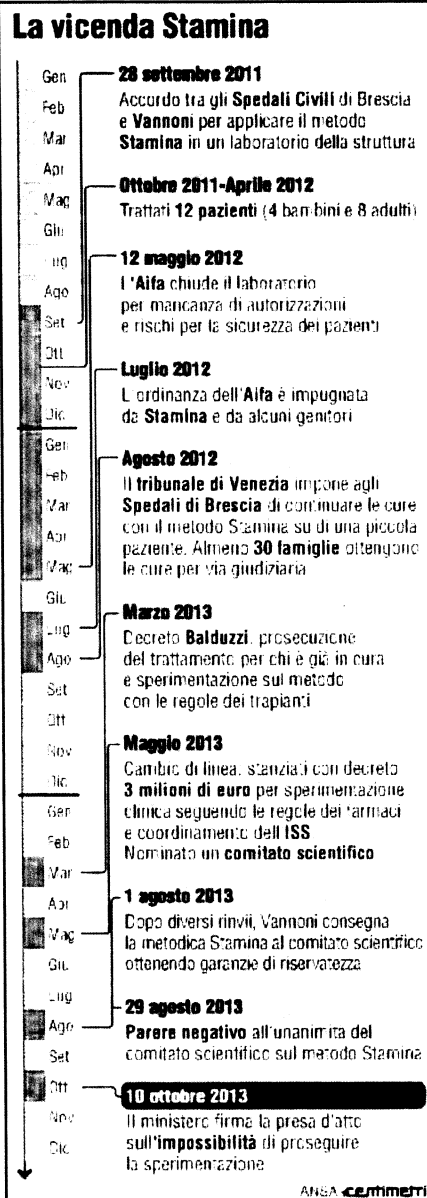 La vicenda Stamina
Gen
Feb
Mar
Apr
Mag
Giu
Lug
Ago
Set
Ott
Nov
Dic
Gen
Feb
Mar
Apr
Mag
Giu
Lug
Ago
Set
Ott
Nov
Dic
Gen
Feb
Mar
Apr
Mag
Giu
Lug
Ago
Set
Ott
Nov
Dic
28 settembre 2011
Accordo tra gli Spedali Civili di Brescia
e Vannoni per applicare il metodo
Stamina in un laboratorio della struttura
Ottobre 2011-Aprile 2012
Trattati 12 pazienti (4 bambini e 8 adulti)
12 maggio 2012
L'Aifa chiude il laboratorio
per mancanza di autorizzazioni
e rischi per la sicurezza dei pazienti
Luglio 2012
L'ordinanza dell'Aifa è impugnata
da Stamina e da alcuni genitori
Agosto 2012
Il tribunale di Venezia impone agli
Spedali di Brescia di continuare le cure
con il metodo Stamina su di una piccola
paziente. Almeno 30 famiglie ottengono
le cure per via giudiziaria
Marzo 2013
Decreto Balduzzi: prosecuzione
del trattamento per chi è già in cura
e sperimentazione sul metodo
con le regole dei trapianti
Maggio 2013
Cambio di linea: stanziati con decreto
3 milioni di euro per sperimentazione
clinica seguendo le regole dei farmaci
e coordinamento dell'ISS
Nominato un comitato scientifico
1 agosto 2013
Dopo diversi rinvii, Vannoni consegna
la metodica Stamina al comitato scientifico
ottenendo garanzie di riservatezza
29 agosto 2013
Parere negativo all'unanimità del
comitato scientifico sul metodo Stamina
10 ottobre 2013
Il ministero firma la presa d'atto
sull'impossibilità di proseguire
la sperimentazione
ANSA centimetri